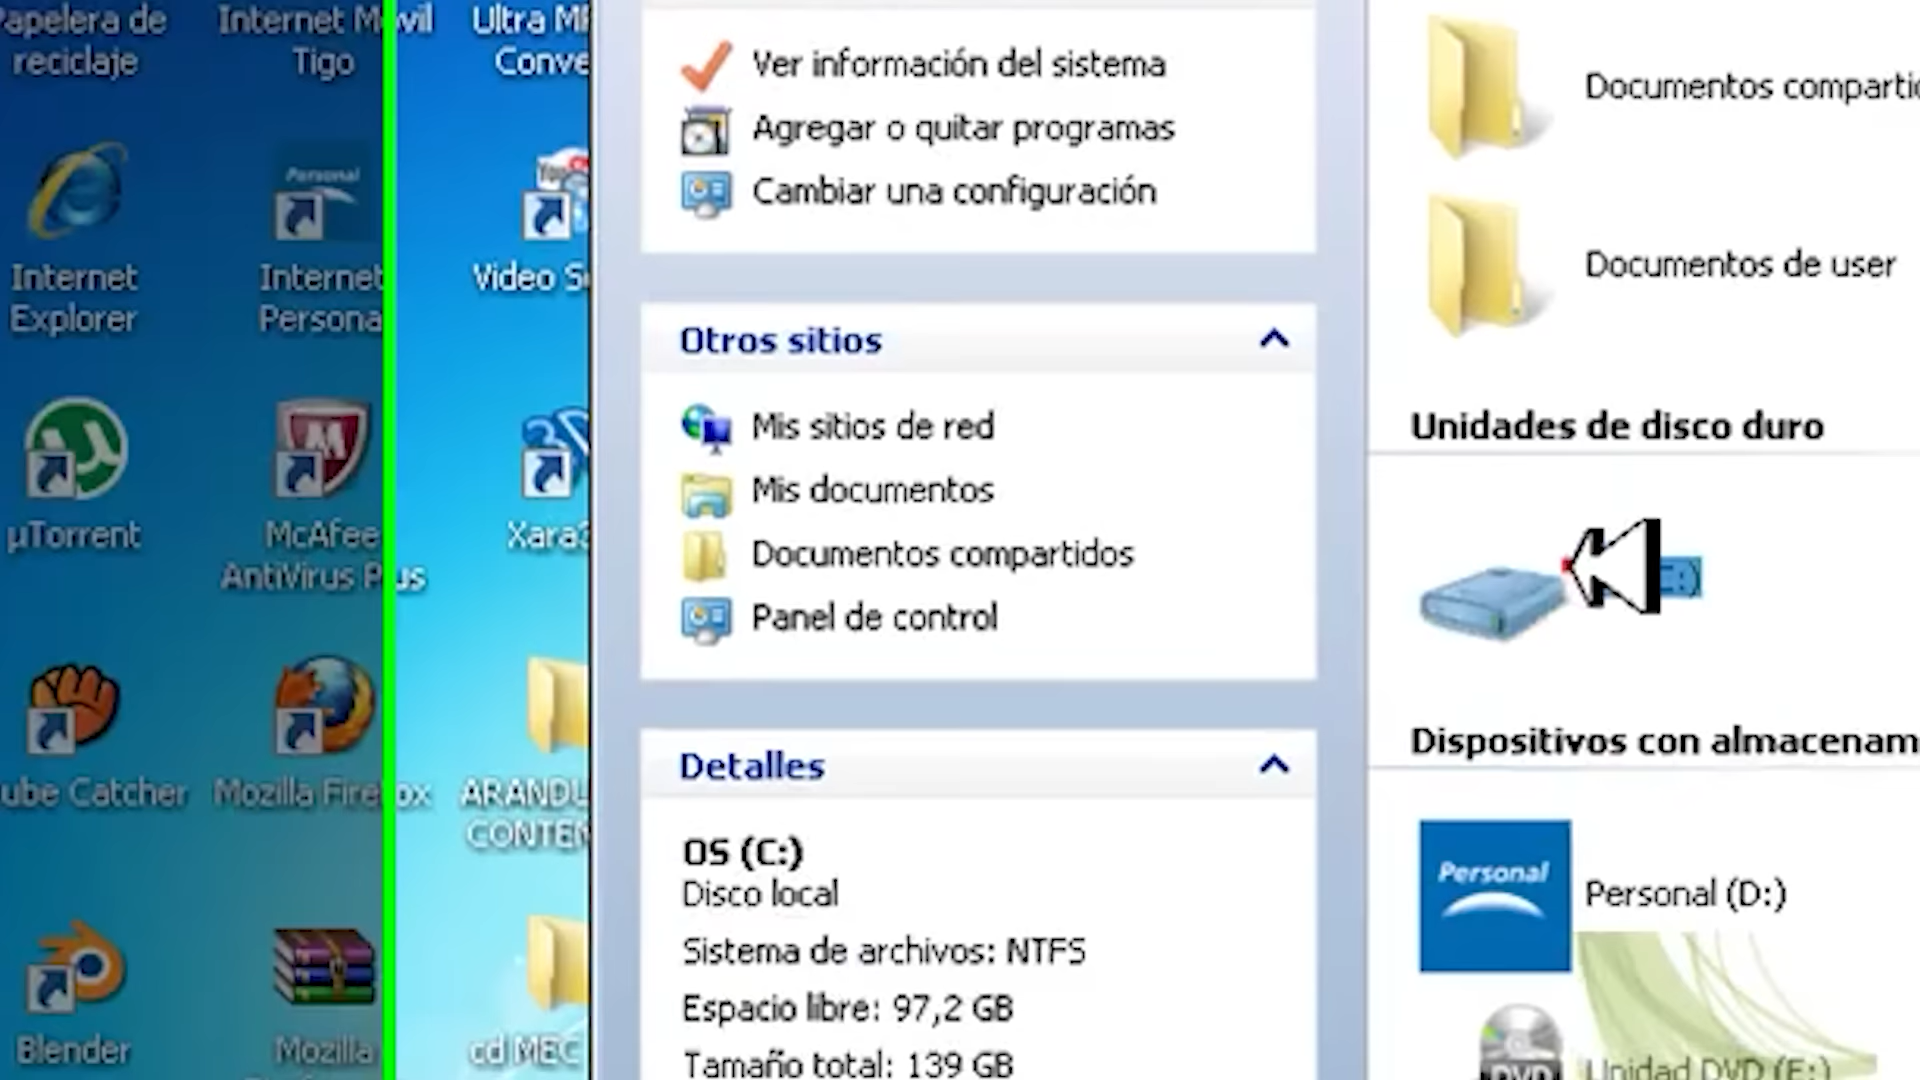 Papelera de
reciclaje
Internet Movil
Tigo
Ultra
Conve
Internet
Explorer
Personal
Internet
Persona
Video
µTorrent
McAfee
AntiVirus Plus
Xara3
ube Catcher
Mozilla Firefox
ARANDU
CONTEN
Blender
Mozilla
cd MEC
Ver información del sistema
Agregar o quitar programas
Cambiar una configuración
Otros sitios
Mis sitios de red
Mis documentos
Documentos compartidos
Panel de control
Detalles
OS (C:)
Disco local
Sistema de archivos: NTFS
Espacio libre: 97,2 GB
Tamaño total: 139 GB
Documentos compartid
Documentos de user
Unidades de disco duro
Dispositivos con almacenam
Personal
Personal (D:)
DVD
Unidad DVD (E:)